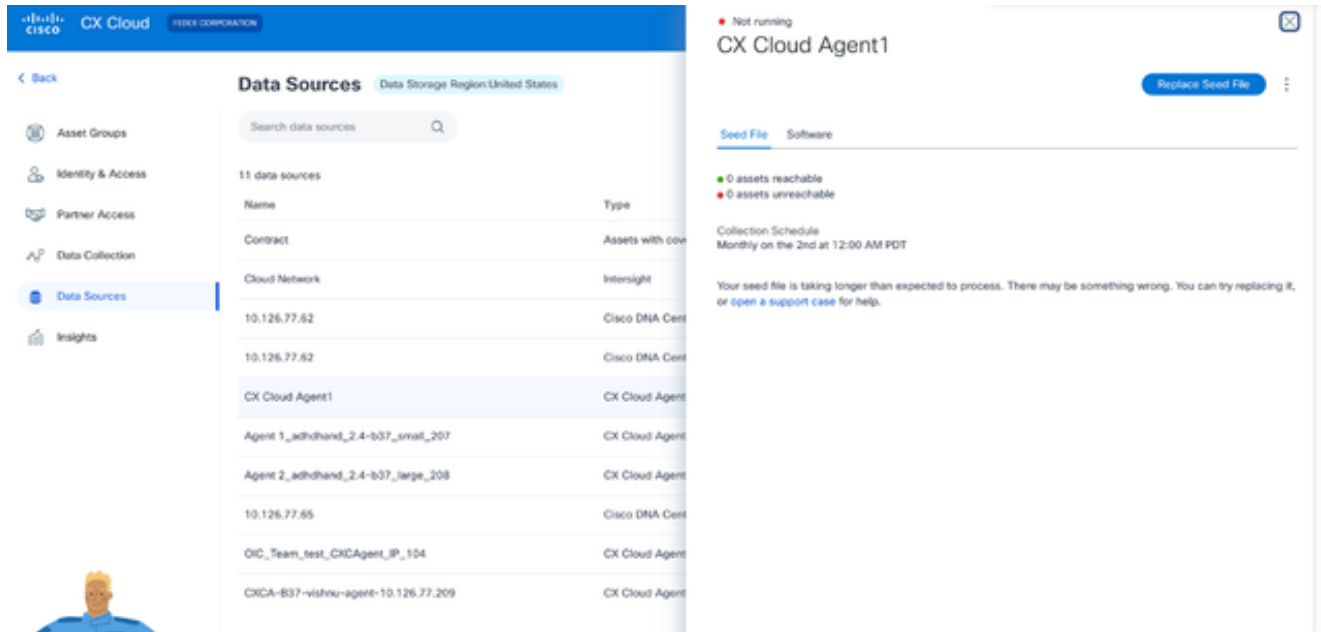 cisco
CX Cloud
FEDEX CORPORATION
Back
Asset Groups
Identity & Access
Partner Access
Data Collection
Data Sources
Insights
Data Sources
Data Storage Region:United States
Search data sources
11 data sources
Name Type
Contract Assets with cov
Cloud Network Intersight
10.126.77.62 Cisco DNA Cent
10.126.77.62 Cisco DNA Cent
CX Cloud Agent1 CX Cloud Agent
Agent 1_adhdhand_2.4-b37_small_207 CX Cloud Agent
Agent 2_adhdhand_2.4-b37_large_208 CX Cloud Agent
10.126.77.65 Cisco DNA Cent
OIC_Team_test_CXCAgent_IP_104 CX Cloud Agent
CXCA-B37-vishnu-agent-10.126.77.209 CX Cloud Agent
Not running
CX Cloud Agent1
Replace Seed File
Seed File Software
0 assets reachable
0 assets unreachable
Collection Schedule
Monthly on the 2nd at 12:00 AM PDT
Your seed file is taking longer than expected to process. There may be something wrong. You can try replacing it,
or open a support case for help.